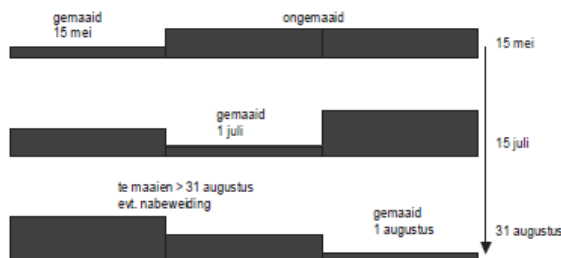 gemaaid
15 mei
ongemaaid
15 mei
gemaaid
1 juli
15 juli
te maaien > 31 augustus
evt. nabeweiding
gemaaid
1 augustus
31 augustus